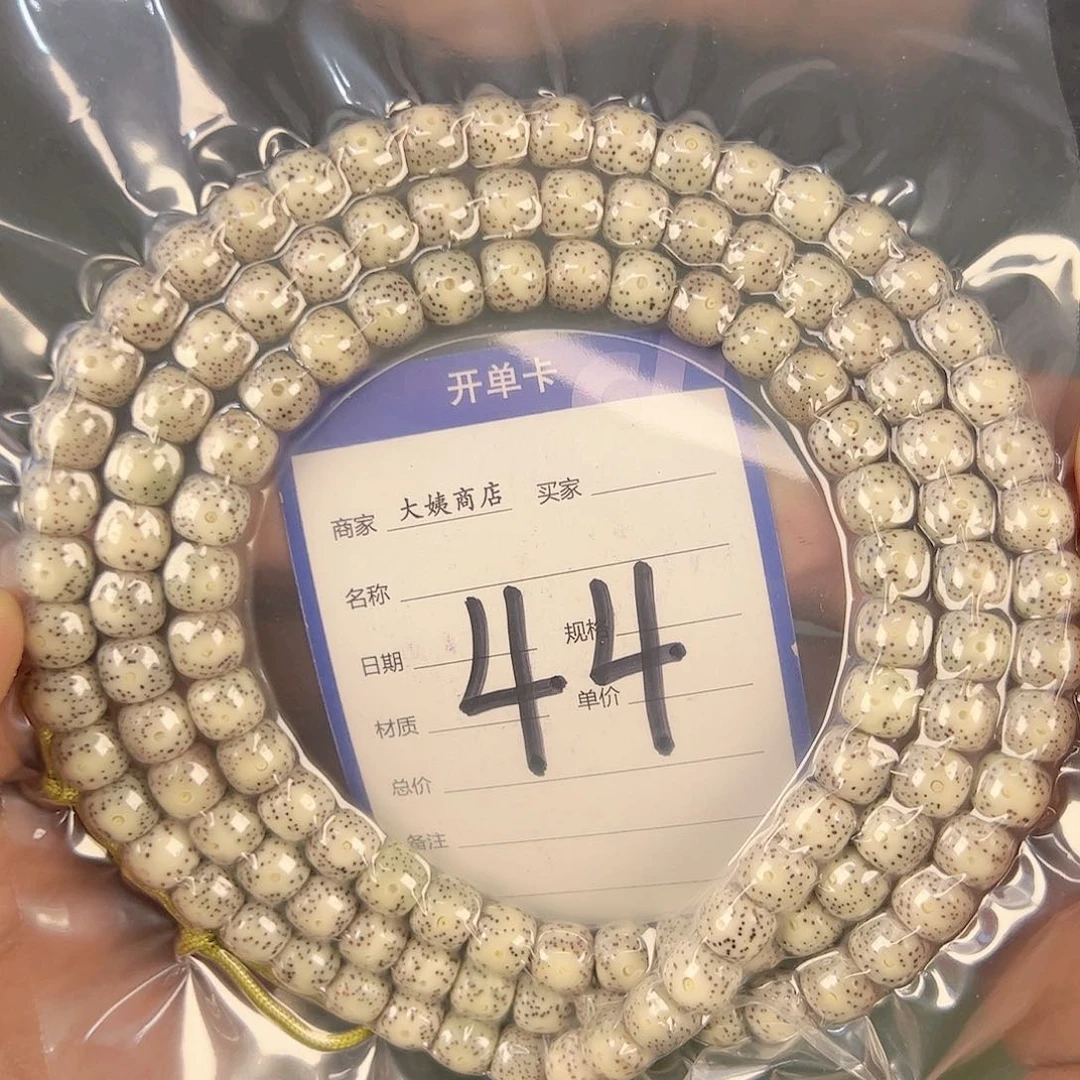 开单卡
商家 大姨商店 买家
名称
日期 规格
44
材质 单价
总价
备注